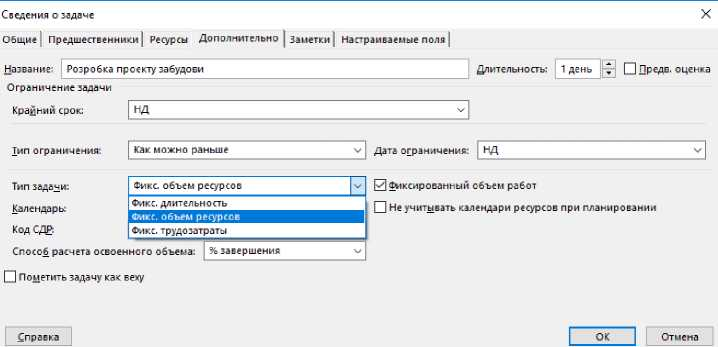 Сведения о задаче
Общие Предшественники Ресурсы Дополнительно Заметки Настраиваемые поля
Название: Розробка проекту забудови Длительность: 1 день Предв. оценка
Ограничение задачи
Крайний срок: НД
Тип ограничения: Как можно раньше Дата ограничения: НД
Тип задачи: Фикс. объем ресурсов Фиксированный объем работ
Календарь: Фикс. длительность Не учитывать календари ресурсов при планировании
Фикс. объем ресурсов
Код СДР: Фикс. трудозатраты
Способ расчета освоенного объема: % завершения
Пометить задачу как веху
Справка ОК Отмена